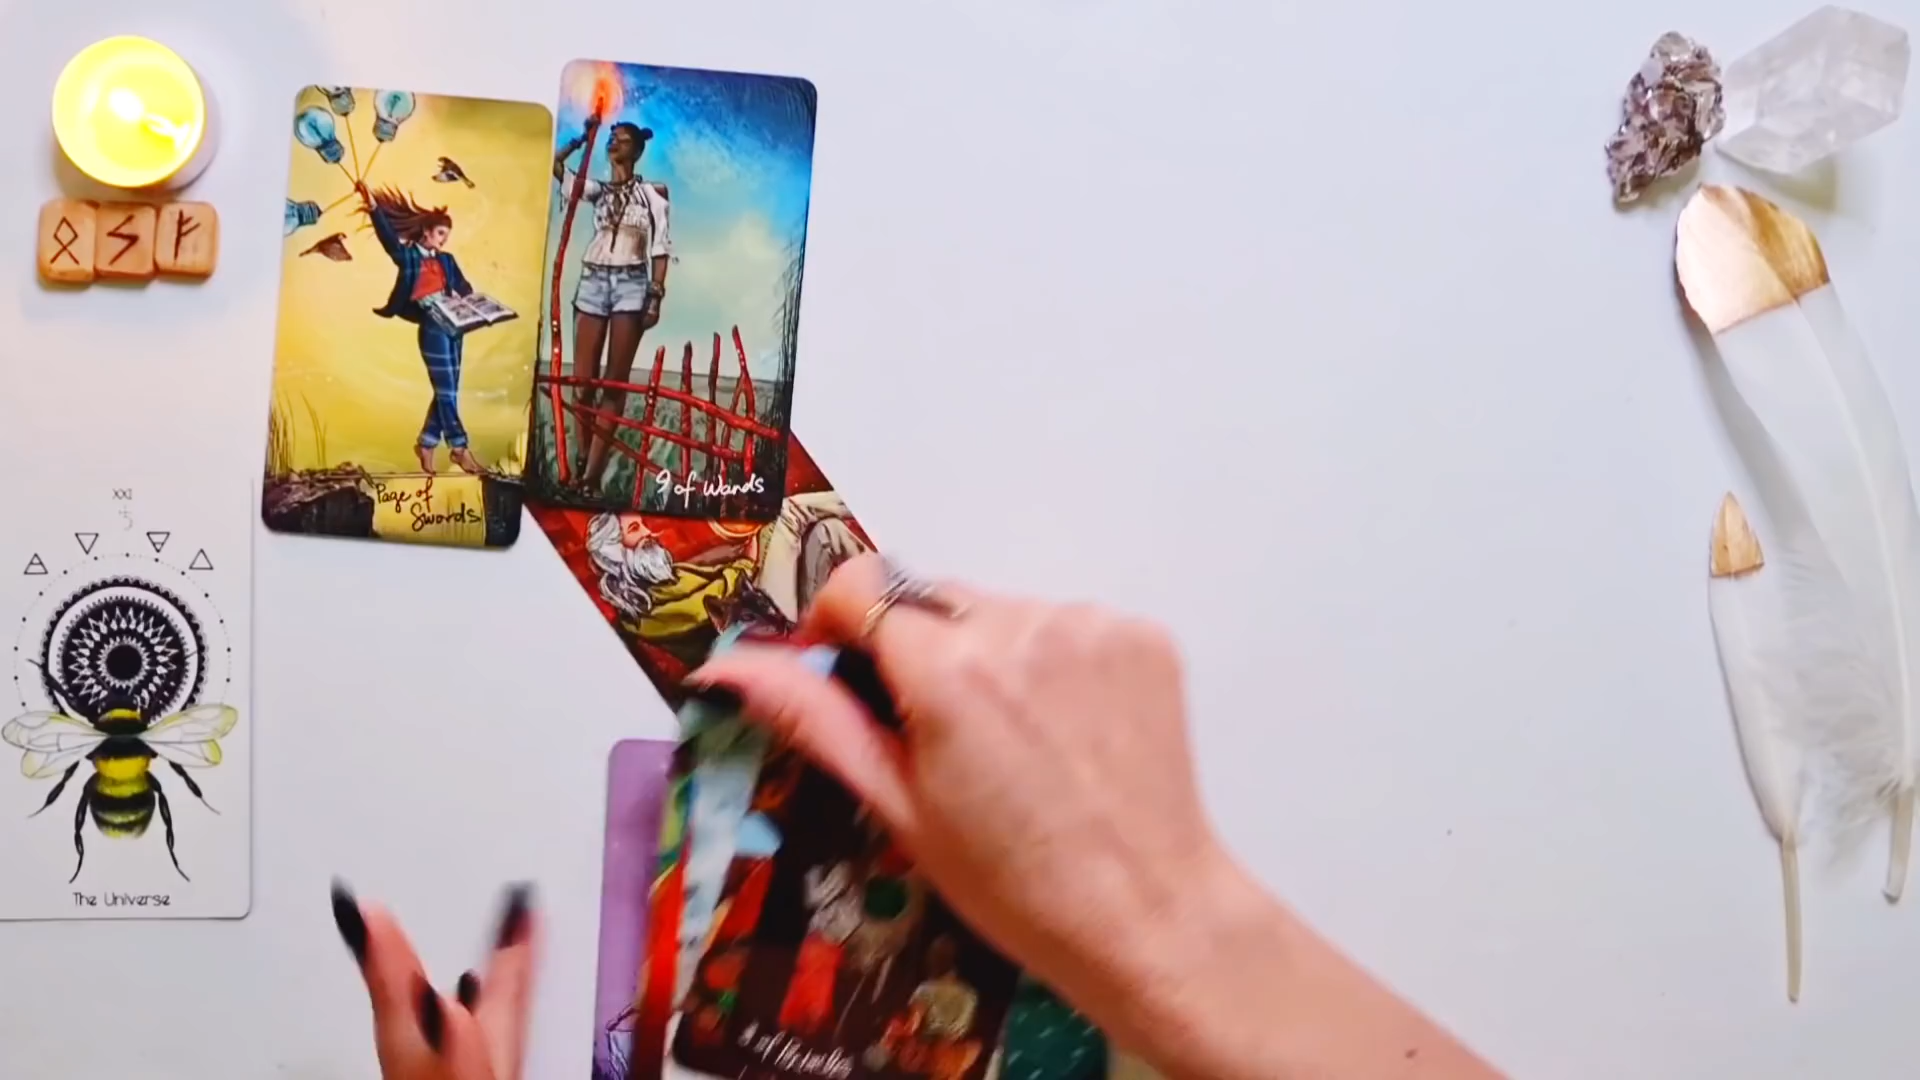 ᛟ ᛋ ᚠ
Page of
Swords
9 of Wands
XXI
The Universe